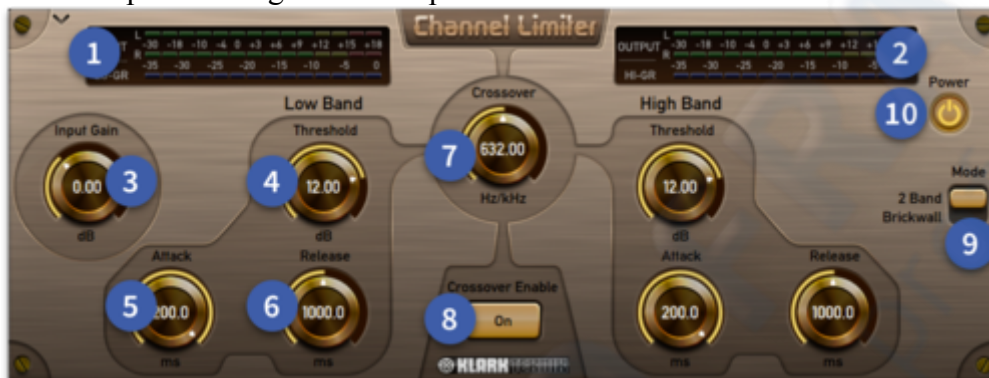 Channel Limiter
1
L -30 -18 -10 -4 0 +3 +6 +9 +12 +15 +18
R -35 -30 -25 -20 -15 -10 -5 0
-GR
OUTPUT L -30 -18 -10 -4 0 +3 +6 +9 +12
R -35 -30 -25 -20 -15 -10
HI-GR
2
Power
10
Input Gain
0.00
3
dB
Low Band
Threshold
4
12.00
dB
Attack
5
200.0
ms
Release
6
1000.0
ms
Crossover
7
632.00
Hz/kHz
Crossover Enable
8
On
KLARK TEKNIK
High Band
Threshold
12.00
dB
Attack
200.0
ms
Release
1000.0
ms
Mode
2 Band
Brickwall
9